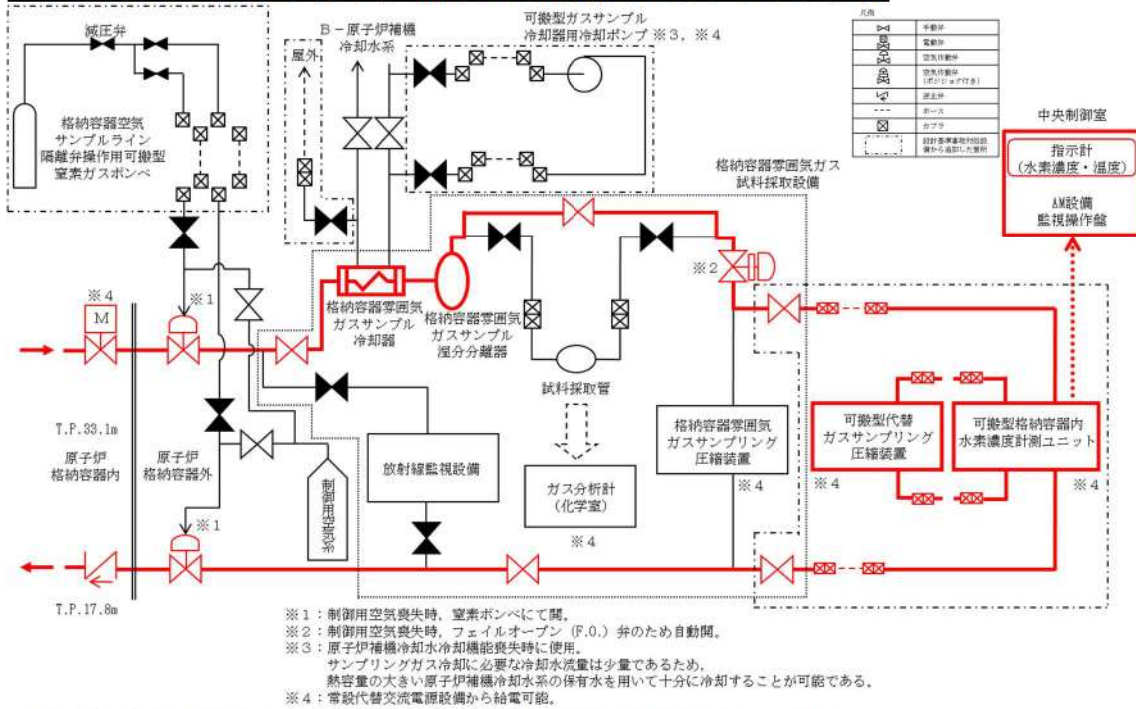 減圧弁
格納容器空気
サンプルライン
隔離弁操作用可搬型
窒素ガスボンベ
屋外
B-原子炉補機
冷却水系
可搬型ガスサンプル
冷却器用冷却ポンプ ※3，※4
凡例
手動弁
電動弁
空気作動弁
空気作動弁
(ポジショナ付き)
逆止弁
ホース
カプラ
中央制御室
指示計
(水素濃度・温度)
AM設備
監視操作盤
格納容器雰囲気ガス
試料採取設備
※4
M
※1
※2
格納容器雰囲気
ガスサンプル
冷却器
格納容器雰囲気
ガスサンプル
湿分分離器
試料採取管
T.P.33.1m
原子炉
格納容器内
原子炉
格納容器外
制御用空気系
放射線監視設備
ガス分析計
(化学室)
※4
格納容器雰囲気
ガスサンプリング
圧縮装置
※4
可搬型代替
ガスサンプリング
圧縮装置
※4
可搬型格納容器内
水素濃度計測ユニット
※4
※1
T.P.17.8m
※1：制御用空気喪失時，窒素ボンベにて開。
※2：制御用空気喪失時，フェイルオープン (F.O.) 弁のため自動開。
※3：原子炉補機冷却水冷却機能喪失時に使用。
サンプリングガス冷却に必要な冷却水流量は少量であるため，
熱容量の大きい原子炉補機冷却水系の保有水を用いて十分に冷却することが可能である。
※4：常設代替交流電源設備から給電可能。